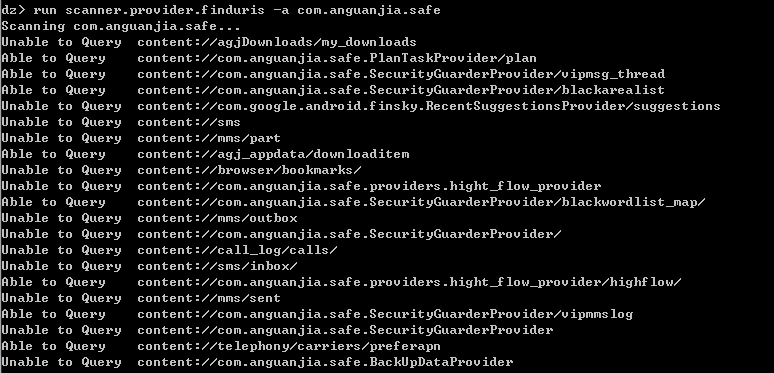 dz> run scanner.provider.finduris -a com.anguanjia.safe
Scanning com.anguanjia.safe...
Unable to Query  content://agjDownloads/my_downloads
Able to Query    content://com.anguanjia.safe.PlanTaskProvider/plan
Able to Query    content://com.anguanjia.safe.SecurityGuarderProvider/vipmsg_thread
Able to Query    content://com.anguanjia.safe.SecurityGuarderProvider/blackarealist
Unable to Query  content://com.google.android.finsky.RecentSuggestionsProvider/suggestions
Unable to Query  content://sms
Unable to Query  content://mms/part
Able to Query    content://agj_appdata/downloaditem
Unable to Query  content://browser/bookmarks/
Unable to Query  content://com.anguanjia.safe.providers.hight_flow_provider
Able to Query    content://com.anguanjia.safe.SecurityGuarderProvider/blackwordlist_map/
Unable to Query  content://mms/outbox
Unable to Query  content://com.anguanjia.safe.SecurityGuarderProvider/
Unable to Query  content://call_log/calls/
Unable to Query  content://sms/inbox/
Able to Query    content://com.anguanjia.safe.providers.hight_flow_provider/highflow/
Unable to Query  content://mms/sent
Able to Query    content://com.anguanjia.safe.SecurityGuarderProvider/vipmmslog
Unable to Query  content://com.anguanjia.safe.SecurityGuarderProvider
Able to Query    content://telephony/carriers/preferapn
Unable to Query  content://com.anguanjia.safe.BackUpDataProvider